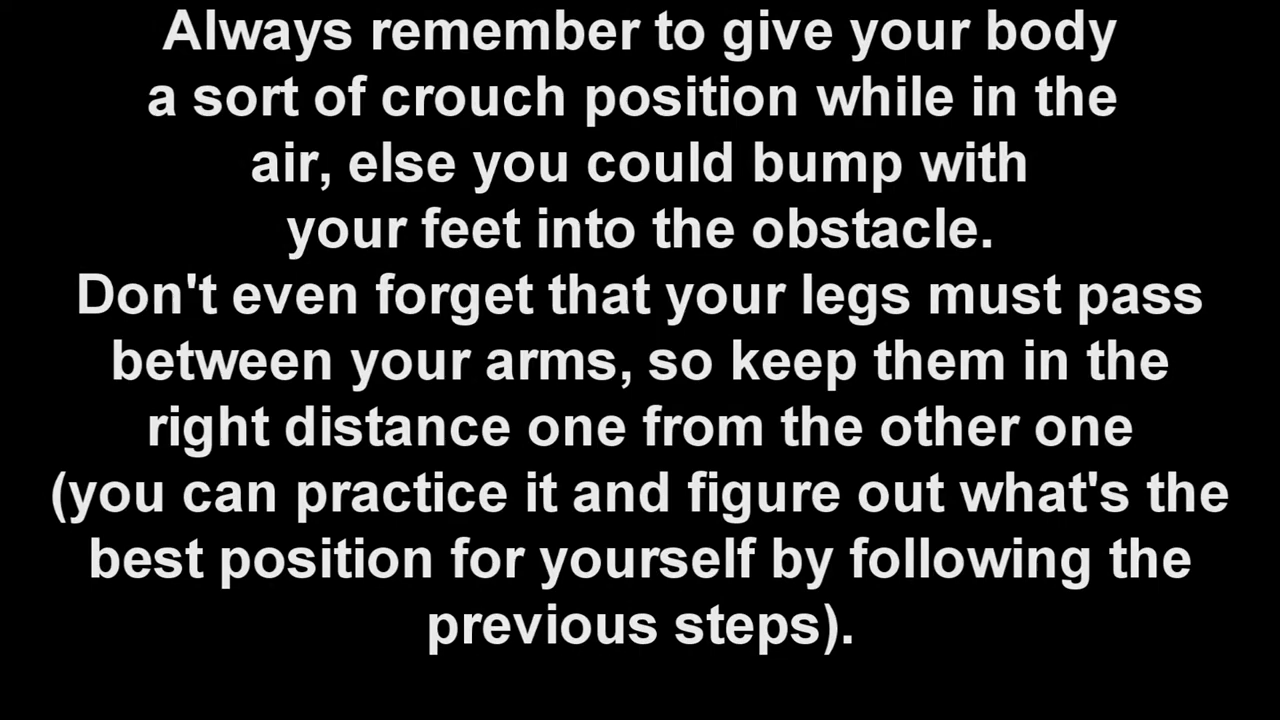 Always remember to give your body
a sort of crouch position while in the
air, else you could bump with
your feet into the obstacle.
Don't even forget that your legs must pass
between your arms, so keep them in the
right distance one from the other one
(you can practice it and figure out what's the
best position for yourself by following the
previous steps).